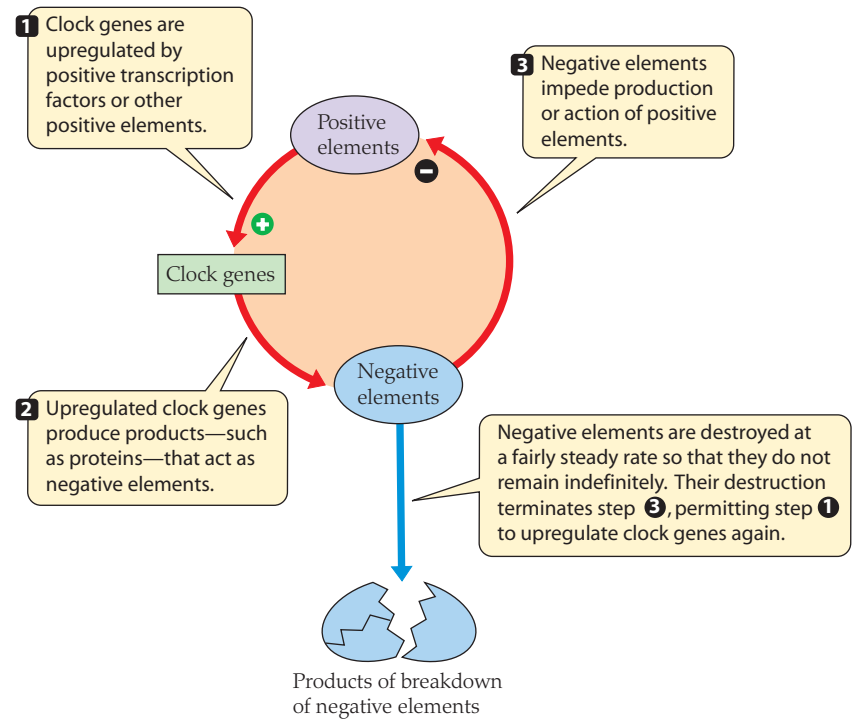 1 Clock genes are
upregulated by
positive transcription
factors or other
positive elements.
3 Negative elements
impede production
or action of positive
elements.
Positive
elements
−
+
Clock genes
Negative
elements
2 Upregulated clock genes
produce products—such
as proteins—that act as
negative elements.
Negative elements are destroyed at
a fairly steady rate so that they do not
remain indefinitely. Their destruction
terminates step 3, permitting step 1
to upregulate clock genes again.
Products of breakdown
of negative elements